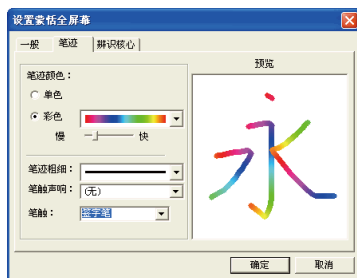 设置蒙恬全屏幕
一般 笔迹 辨识核心
笔迹颜色：
单色
彩色
慢 快
笔迹粗细：
笔触声响： (无)
笔触： 签字笔
预览
永
确定 取消